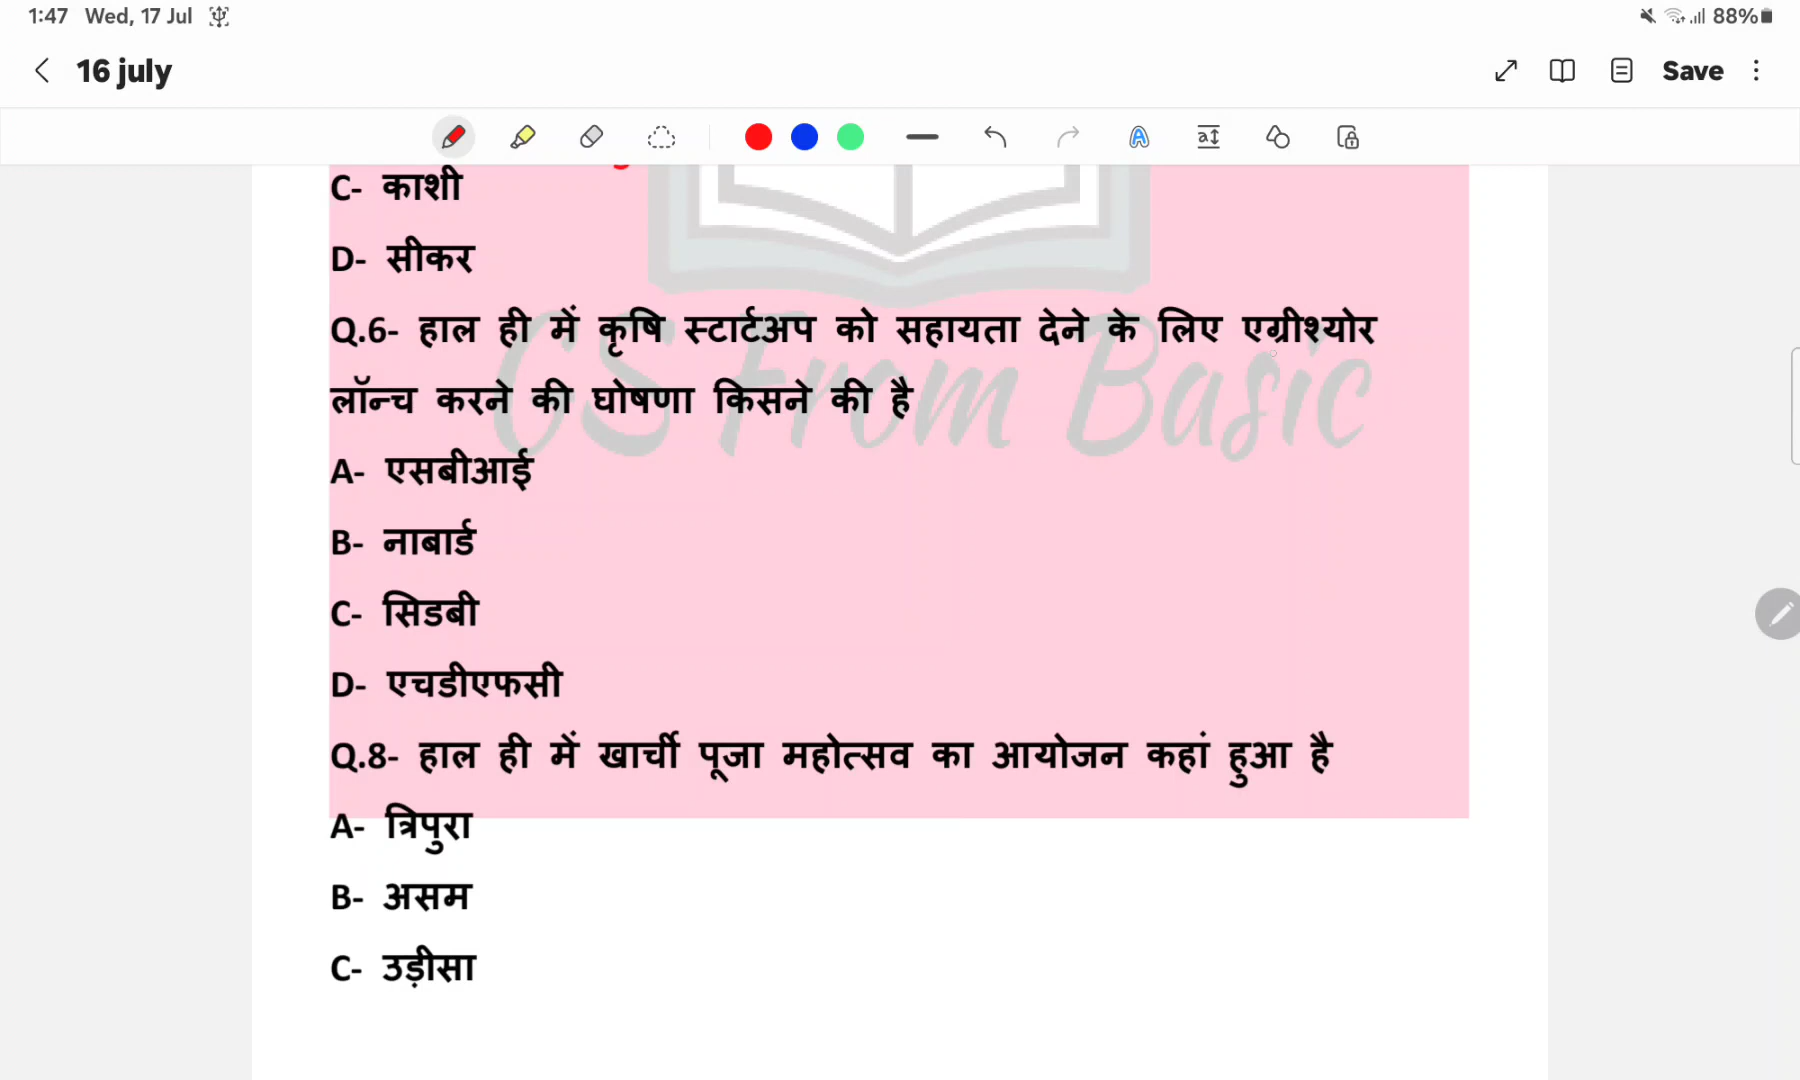 1:47 Wed, 17 Jul 88%
16 july Save
C- काशी
D- सीकर
Q.6- हाल ही में कृषि स्टार्टअप को सहायता देने के लिए एग्रीश्योर
लॉन्च करने की घोषणा किसने की है
A- एसबीआई
B- नाबार्ड
C- सिडबी
D- एचडीएफसी
Q.8- हाल ही में खार्ची पूजा महोत्सव का आयोजन कहां हुआ है
A- त्रिपुरा
B- असम
C- उड़ीसा
CS From Basic